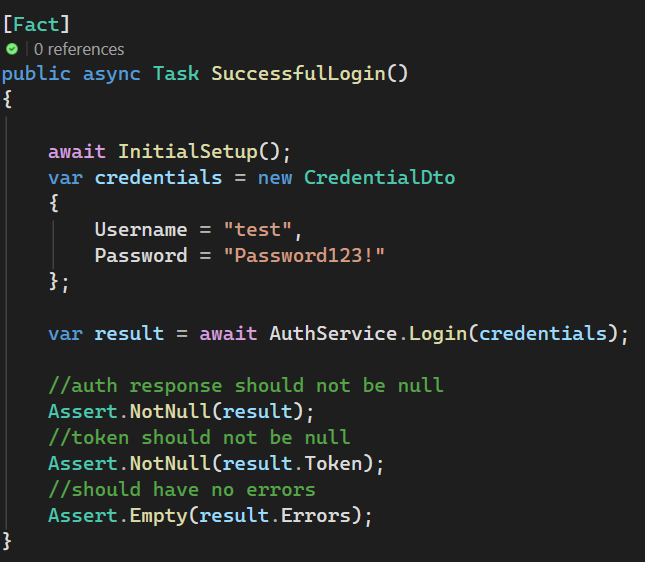 [Fact]
0 references
public async Task SuccessfulLogin()
{
await InitialSetup();
var credentials = new CredentialDto
{
Username = "test",
Password = "Password123!"
};
var result = await AuthService.Login(credentials);
//auth response should not be null
Assert.NotNull(result);
//token should not be null
Assert.NotNull(result.Token);
//should have no errors
Assert.Empty(result.Errors);
}